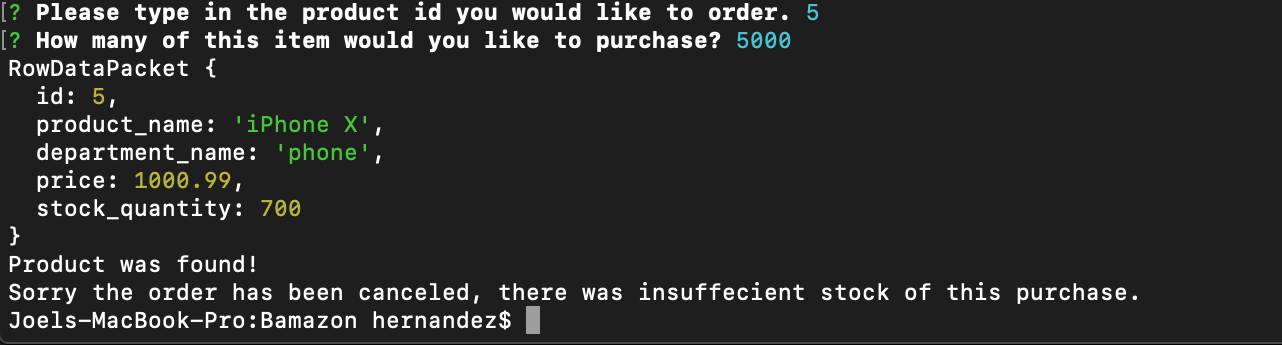 [? Please type in the product id you would like to order. 5
[? How many of this item would you like to purchase? 5000
RowDataPacket {
  id: 5,
  product_name: 'iPhone X',
  department_name: 'phone',
  price: 1000.99,
  stock_quantity: 700
}
Product was found!
Sorry the order has been canceled, there was insuffecient stock of this purchase.
Joels-MacBook-Pro:Bamazon hernandez$